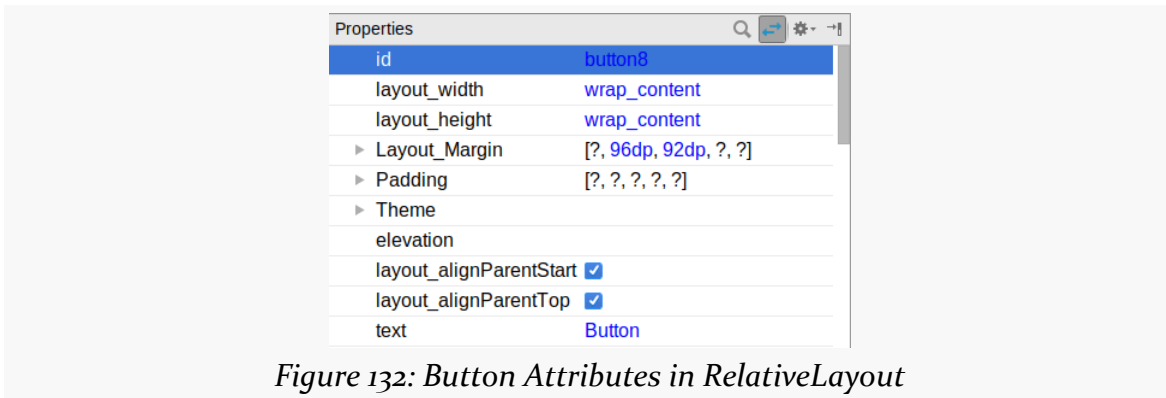 Properties
id button8
layout_width wrap_content
layout_height wrap_content
Layout_Margin [?, 96dp, 92dp, ?, ?]
Padding [?, ?, ?, ?, ?]
Theme
elevation
layout_alignParentStart
layout_alignParentTop
text Button
Figure 132: Button Attributes in RelativeLayout